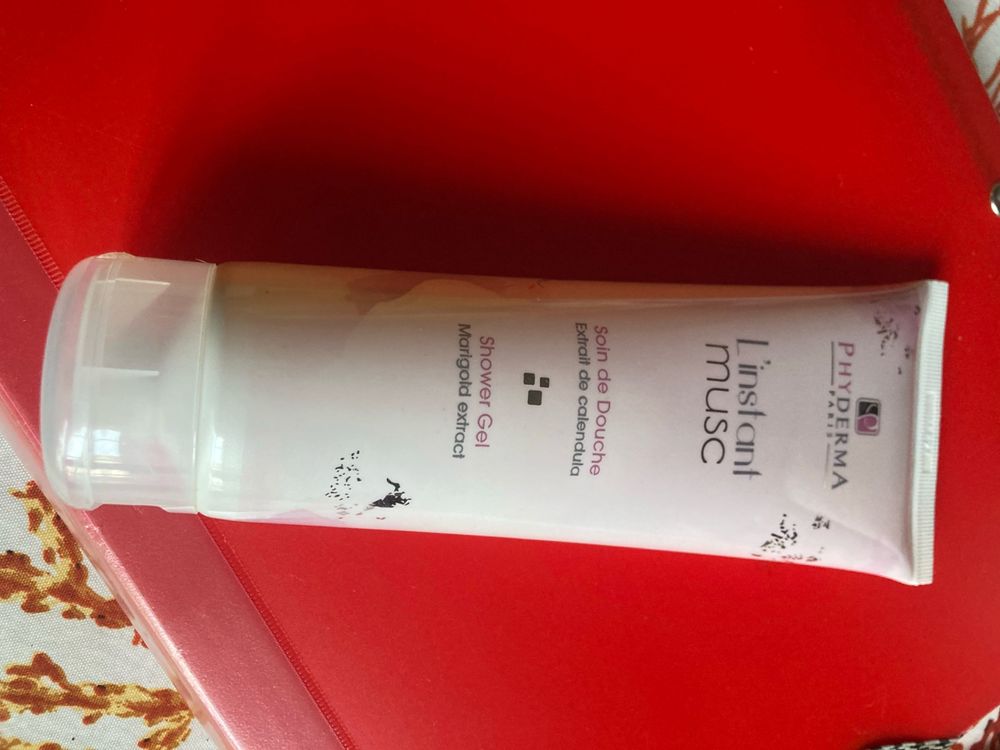 PHYDERMA
PARIS
L'instant
musc
Soin de Douche
Extrait de calendula
Shower Gel
Marigold extract